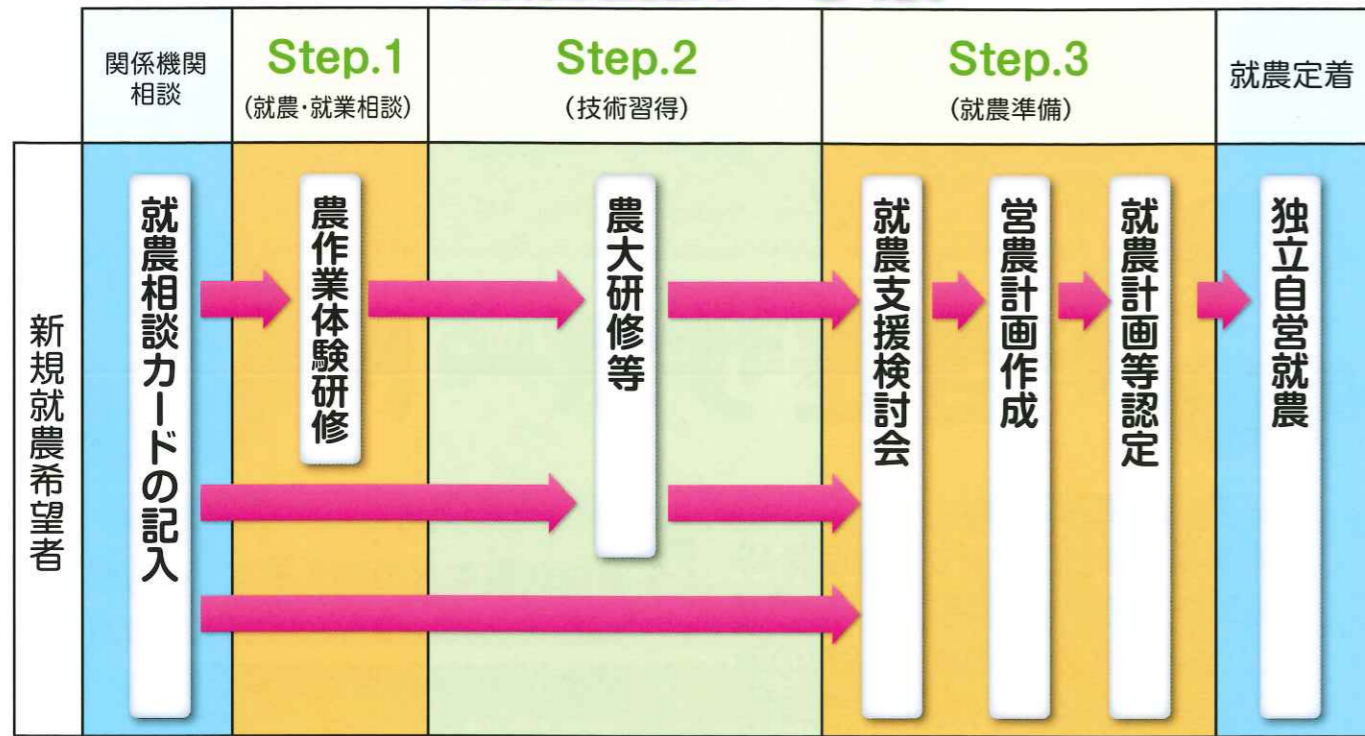 関係機関
相談
Step.1
(就農・就業相談)
Step.2
(技術習得)
Step.3
(就農準備)
就農定着
新規就農希望者
就農相談カードの記入
農作業体験研修
農大研修等
就農支援検討会
営農計画作成
就農計画等認定
独立自営就農